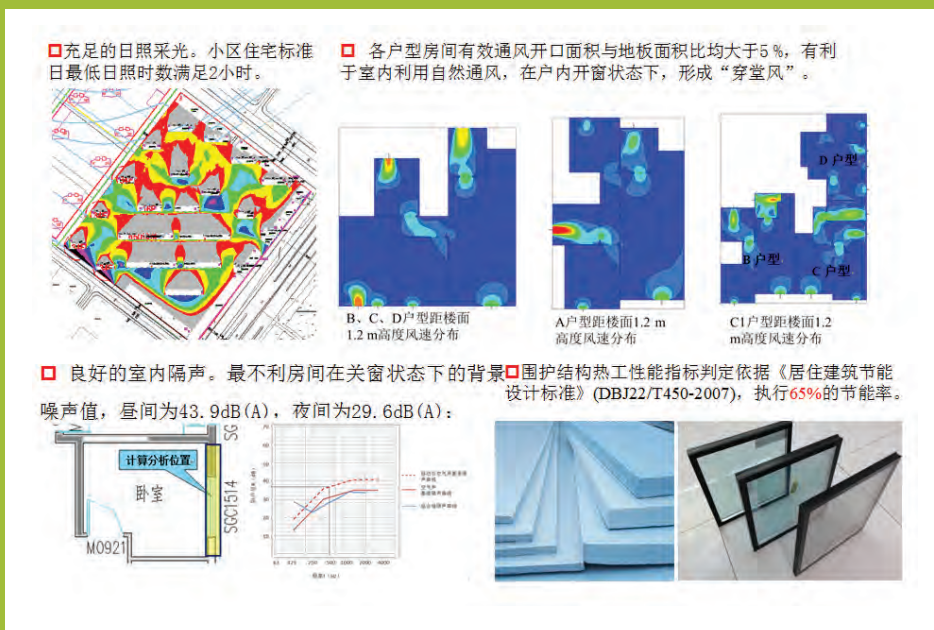 充足的日照采光。小区住宅标准
日最低日照时数满足2小时。
各户型房间有效通风开口面积与地板面积比均大于5%，有利
于室内利用自然通风，在户内开窗状态下，形成“穿堂风”。
D 户型
B 户型
C 户型
B、C、D户型距楼面
1.2 m高度风速分布
A户型距楼面1.2 m
高度风速分布
C1户型距楼面1.2
m高度风速分布
良好的室内隔声。最不利房间在关窗状态下的背景
噪声值，昼间为43.9dB(A)，夜间为29.6dB(A)：
围护结构热工性能指标判定依据《居住建筑节能
设计标准》(DBJ22/T450-2007)，执行65%的节能率。
计算分析位置
卧室
M0921
SGC1514
SG